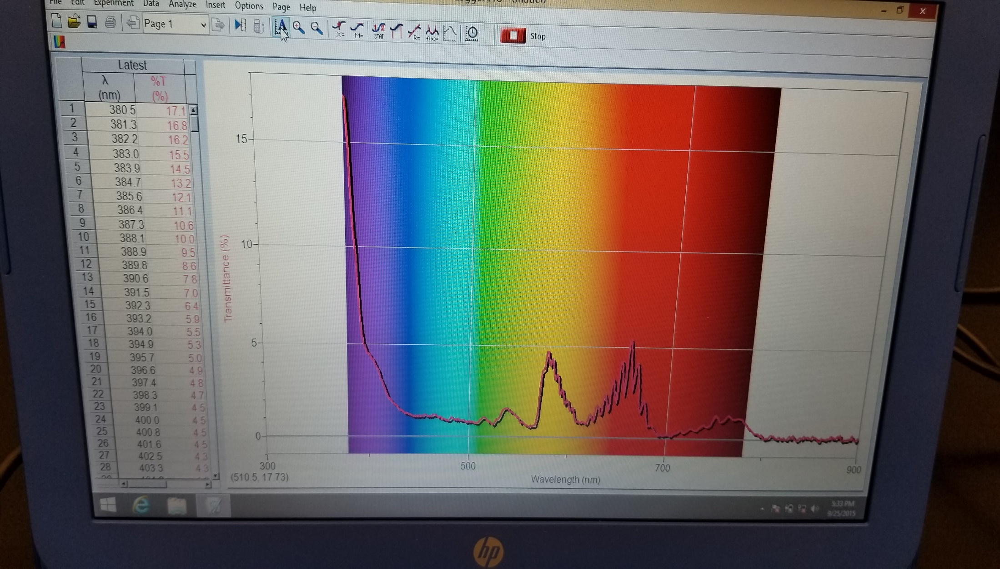 File Edit Experiment Data Analyze Insert Options Page Help
Page 1
X= M= STAT R= f(x)= Stop
Latest
λ %T
(nm) (%)
1 380.5 17.1
2 381.3 16.8
3 382.2 16.2
4 383.0 15.5
5 383.9 14.5
6 384.7 13.2
7 385.6 12.1
8 386.4 11.1
9 387.3 10.6
10 388.1 10.0
11 388.9 9.5
12 389.8 8.6
13 390.6 7.8
14 391.5 7.0
15 392.3 6.4
16 393.2 5.9
17 394.0 5.5
18 394.9 5.3
19 395.7 5.0
20 396.6 4.9
21 397.4 4.8
22 398.3 4.7
23 399.1 4.5
24 400.0 4.5
25 400.8 4.5
26 401.6 4.5
27 402.5 4.3
28 403.3 4.3
Transmittance (%)
15
10
5
0
300 500 700 900
(510.5, 17.73)
Wavelength (nm)
5:33 PM
9/25/2015
hp